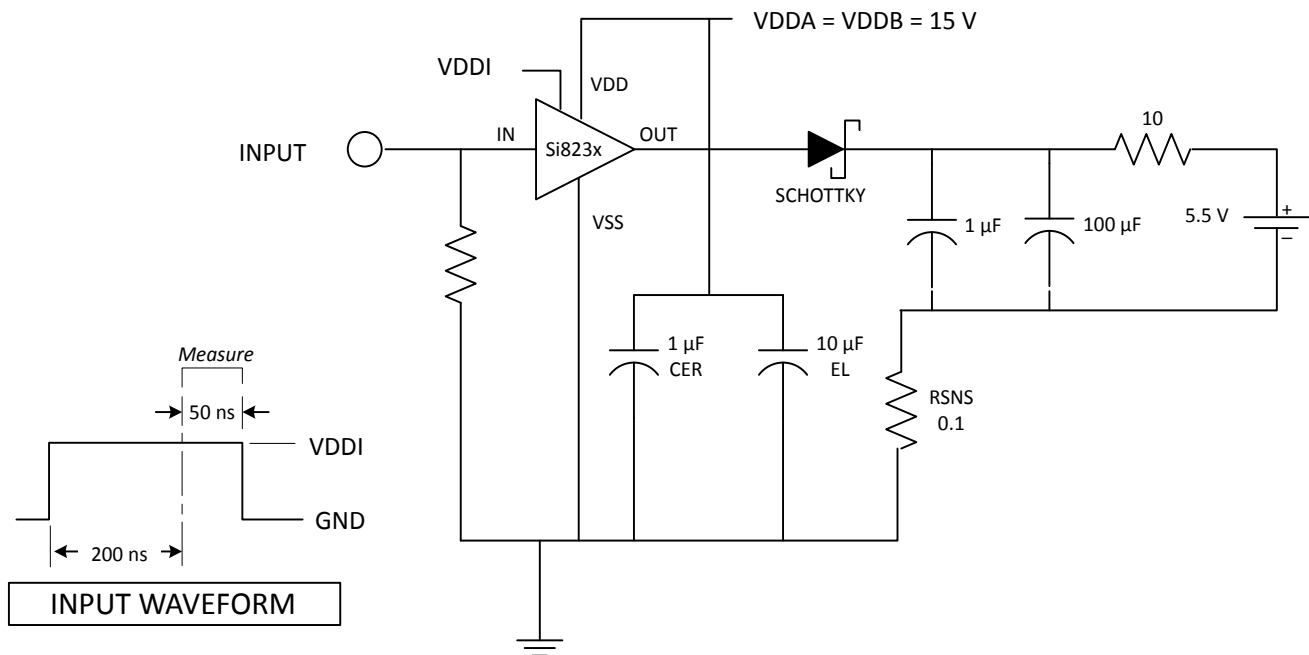 VDDA = VDDB = 15 V
VDDI
VDD
10
INPUT
IN
Si823x
OUT
SCHOTTKY
1 µF
100 µF
5.5 V
+
–
VSS
1 µF
CER
10 µF
EL
RSNS
0.1
Measure
50 ns
VDDI
GND
200 ns
INPUT WAVEFORM